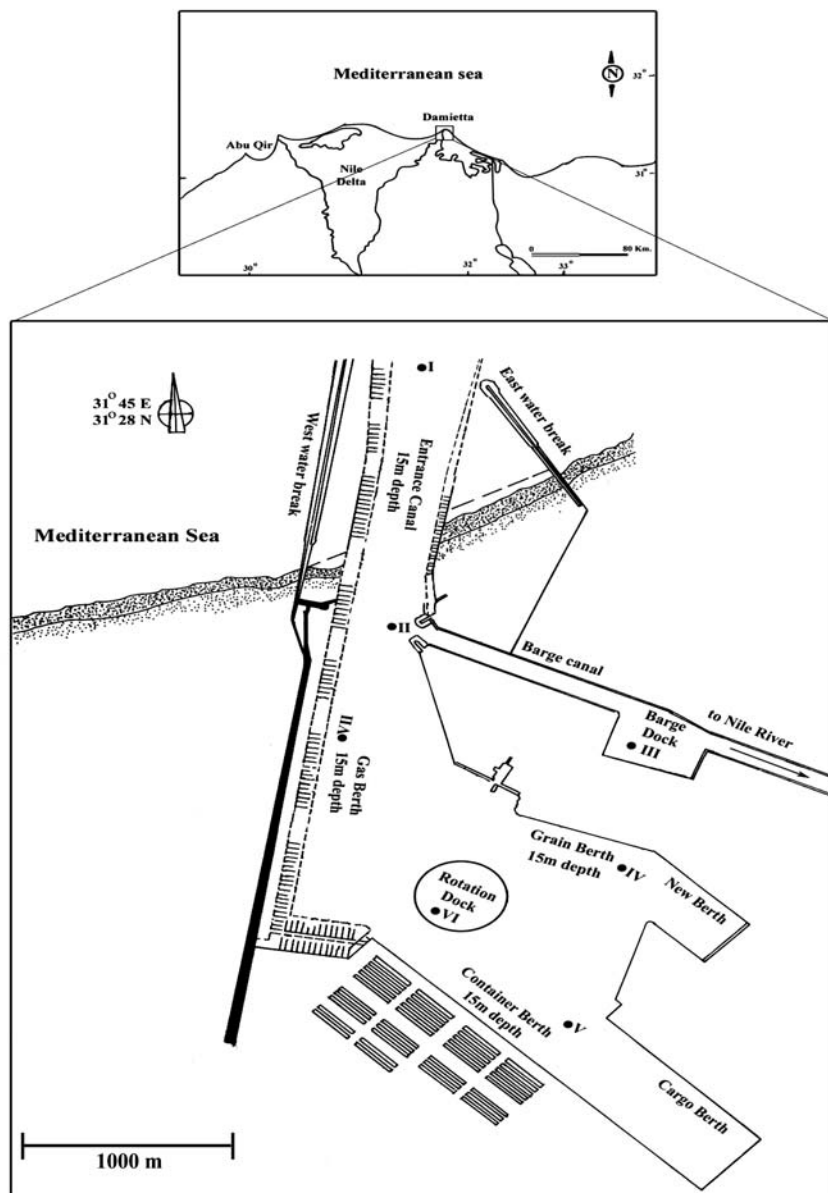 Mediterranean sea
N
32°
Damietta
Abu Qir
Nile
Delta
31°
0
80 Km.
30°
32°
33°
I
31° 45 E
31° 28 N
West water break
East water break
Entrance Canal
15m depth
Mediterranean Sea
II
Barge canal
to Nile River
Barge
Dock
III
VII
Gas Berth
15m depth
Grain Berth
15m depth
IV
New Berth
Rotation
Dock
VI
Container Berth
15m depth
V
Cargo Berth
1000 m